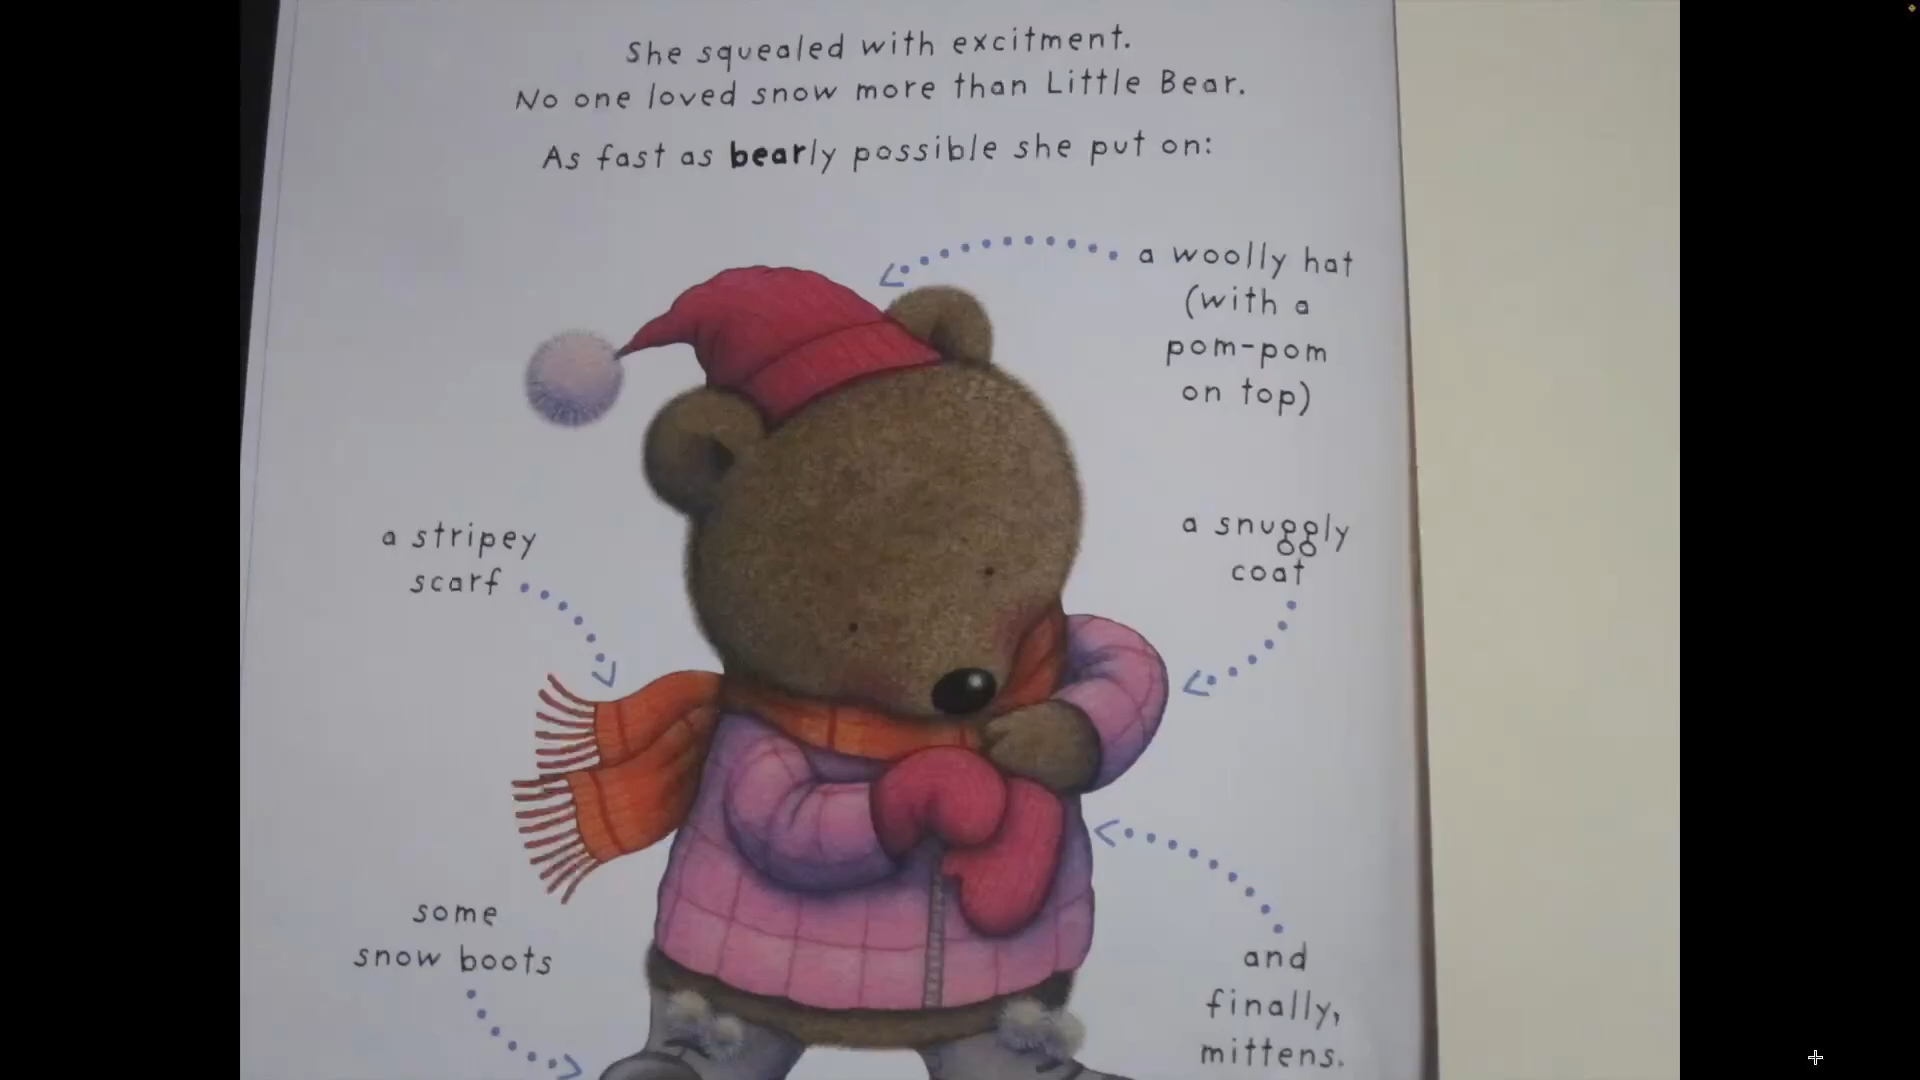 She squealed with excitment.
No one loved snow more than Little Bear.
As fast as bearly possible she put on:
a woolly hat
(with a
pom-pom
on top)
a stripey
scarf
a snuggly
coat
some
snow boots
and
finally,
mittens.